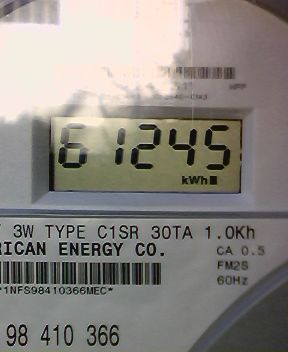 61245
kWh
3W TYPE C1SR 30TA 1.0Kh
RICAN ENERGY CO.
CA 0.5
FM2S
60Hz
*1NFS98410366MEC*
98 410 366